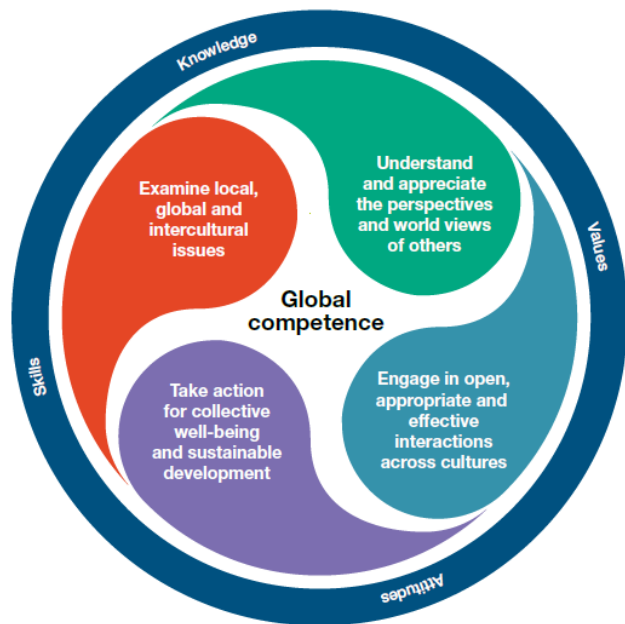 Knowledge
Examine local,
global and
intercultural
issues
Understand
and appreciate
the perspectives
and world views
of others
Values
Global
competence
Skills
Take action
for collective
well-being
and sustainable
development
Engage in open,
appropriate and
effective
interactions
across cultures
Attitudes